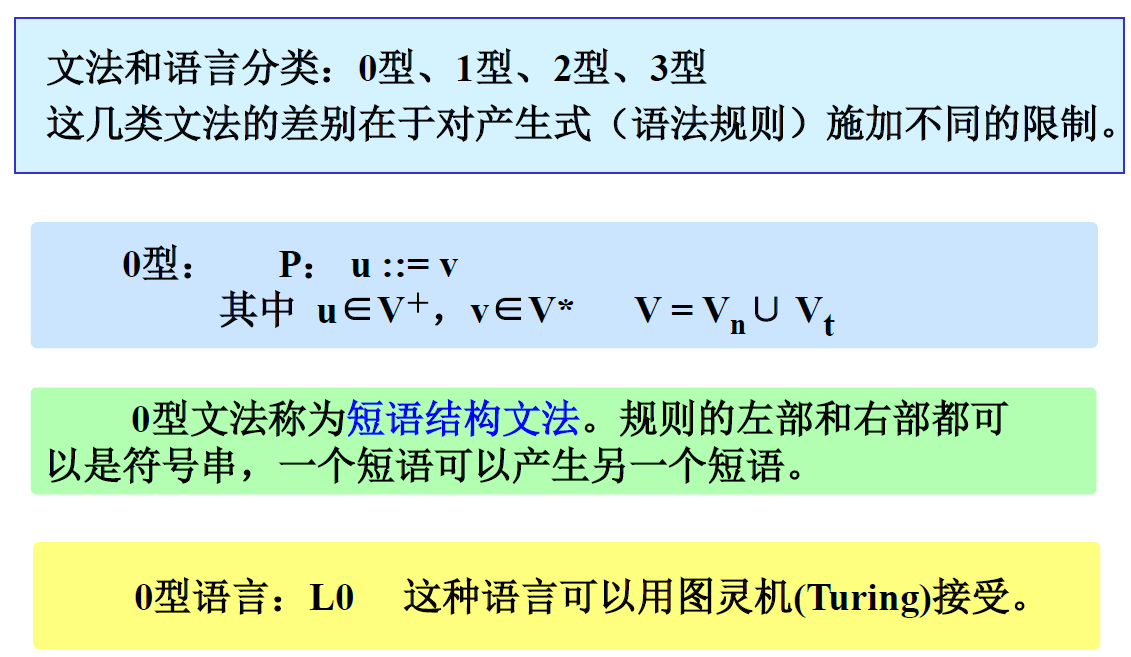 文法和语言分类：0型、1型、2型、3型
这几类文法的差别在于对产生式（语法规则）施加不同的限制。
0型： P： u ::= v
其中 u∈V⁺，v∈V* V = Vₙ∪ Vₜ
0型文法称为短语结构文法。规则的左部和右部都可
以是符号串，一个短语可以产生另一个短语。
0型语言：L0 这种语言可以用图灵机(Turing)接受。